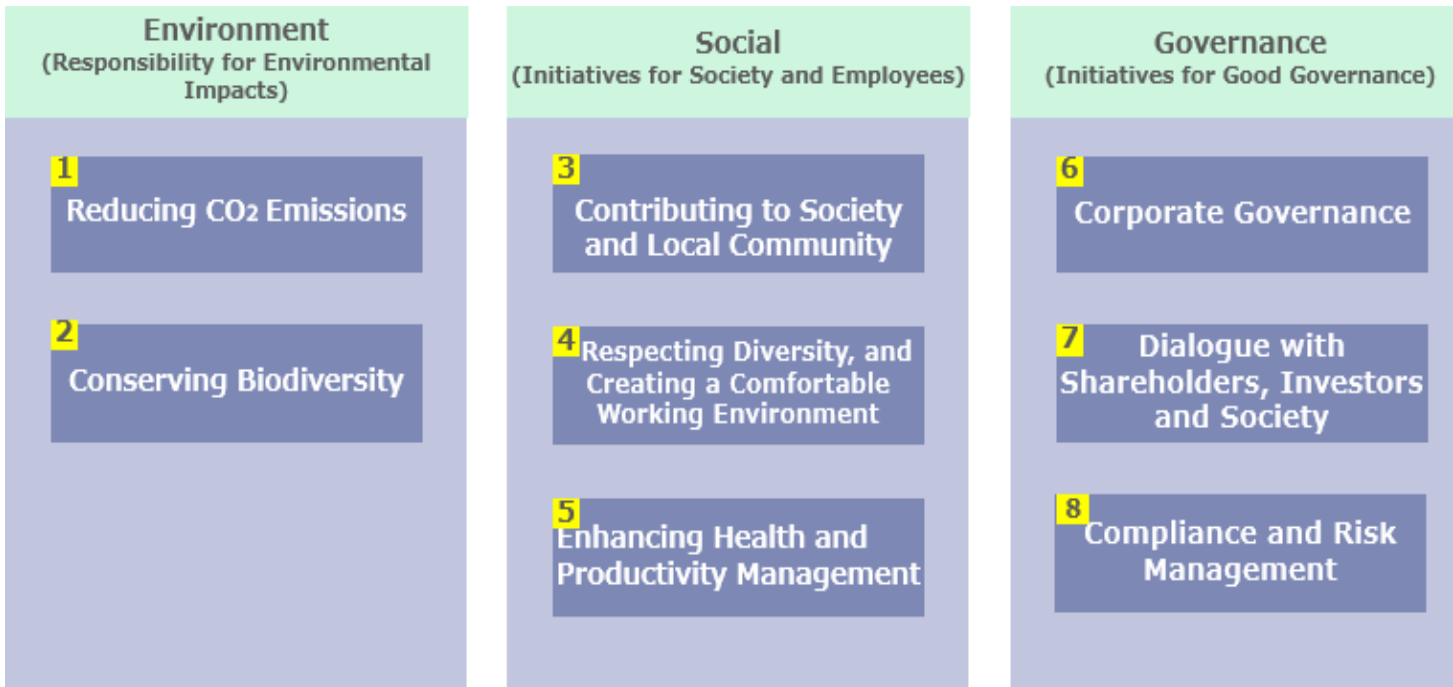 Environment
(Responsibility for Environmental
Impacts)
1
Reducing CO2 Emissions
2
Conserving Biodiversity
Social
(Initiatives for Society and Employees)
3
Contributing to Society
and Local Community
4
Respecting Diversity, and
Creating a Comfortable
Working Environment
5
Enhancing Health and
Productivity Management
Governance
(Initiatives for Good Governance)
6
Corporate Governance
7
Dialogue with
Shareholders, Investors
and Society
8
Compliance and Risk
Management